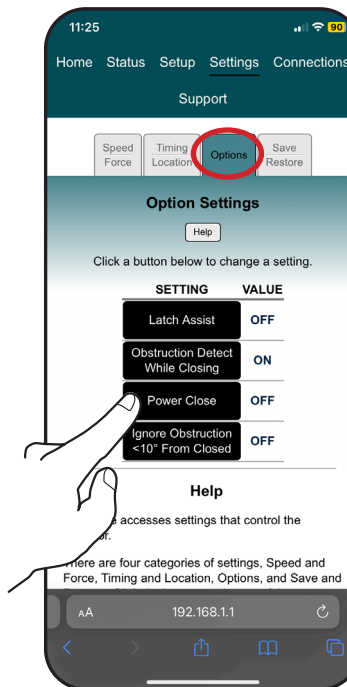 11:25
90
Home Status Setup Settings Connections
Support
Speed
Force
Timing
Location
Options
Save
Restore
Option Settings
Help
Click a button below to change a setting.
SETTING VALUE
Latch Assist OFF
Obstruction Detect
While Closing ON
Power Close OFF
Ignore Obstruction
<10° From Closed OFF
Help
accesses settings that control the
There are four categories of settings, Speed and
Force, Timing and Location, Options, and Save and
AA 192.168.1.1